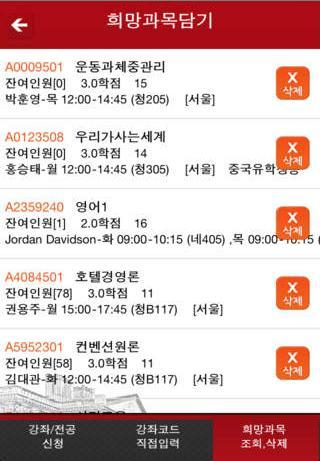 희망과목담기
A0009501 운동과체중관리
잔여인원[0] 3.0학점 15
박훈영-목 12:00-14:45 (청205) [서울]
X
삭제
A0123508 우리가사는세계
잔여인원[0] 3.0학점 14
홍승태-월 12:00-14:45 (청305) [서울]
X
삭제
A2359240 영어1
잔여인원[1] 2.0학점 16
Jordan Davidson-화 09:00-10:15 (네405) ,목 09:00-10:15 (
X
삭제
A4084501 호텔경영론
잔여인원[78] 3.0학점 11
권용주-월 15:00-17:45 (청B117) [서울]
X
삭제
A5952301 컨벤션원론
잔여인원[58] 3.0학점 11
김대관-화 12:00-14:45 (청B117) [서울]
X
삭제
강좌/전공
신청
강좌코드
직접입력
희망과목
조회,삭제